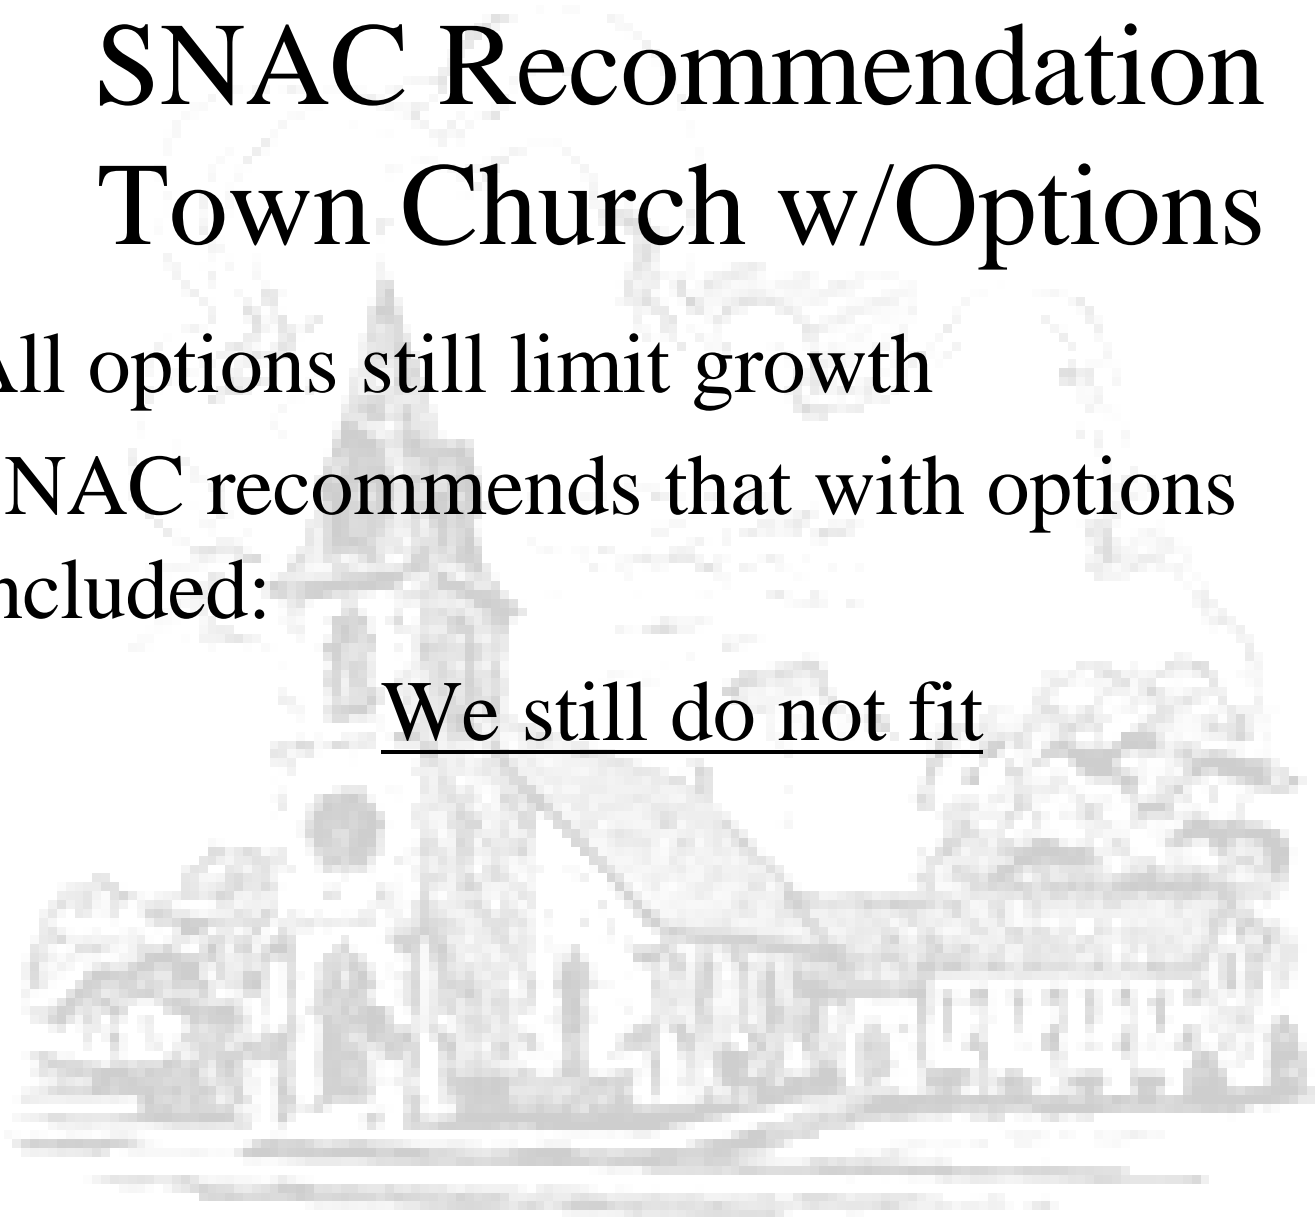 SNAC Recommendation
Town Church w/Options
All options still limit growth
NAC recommends that with options
ncluded:
We still do not fit